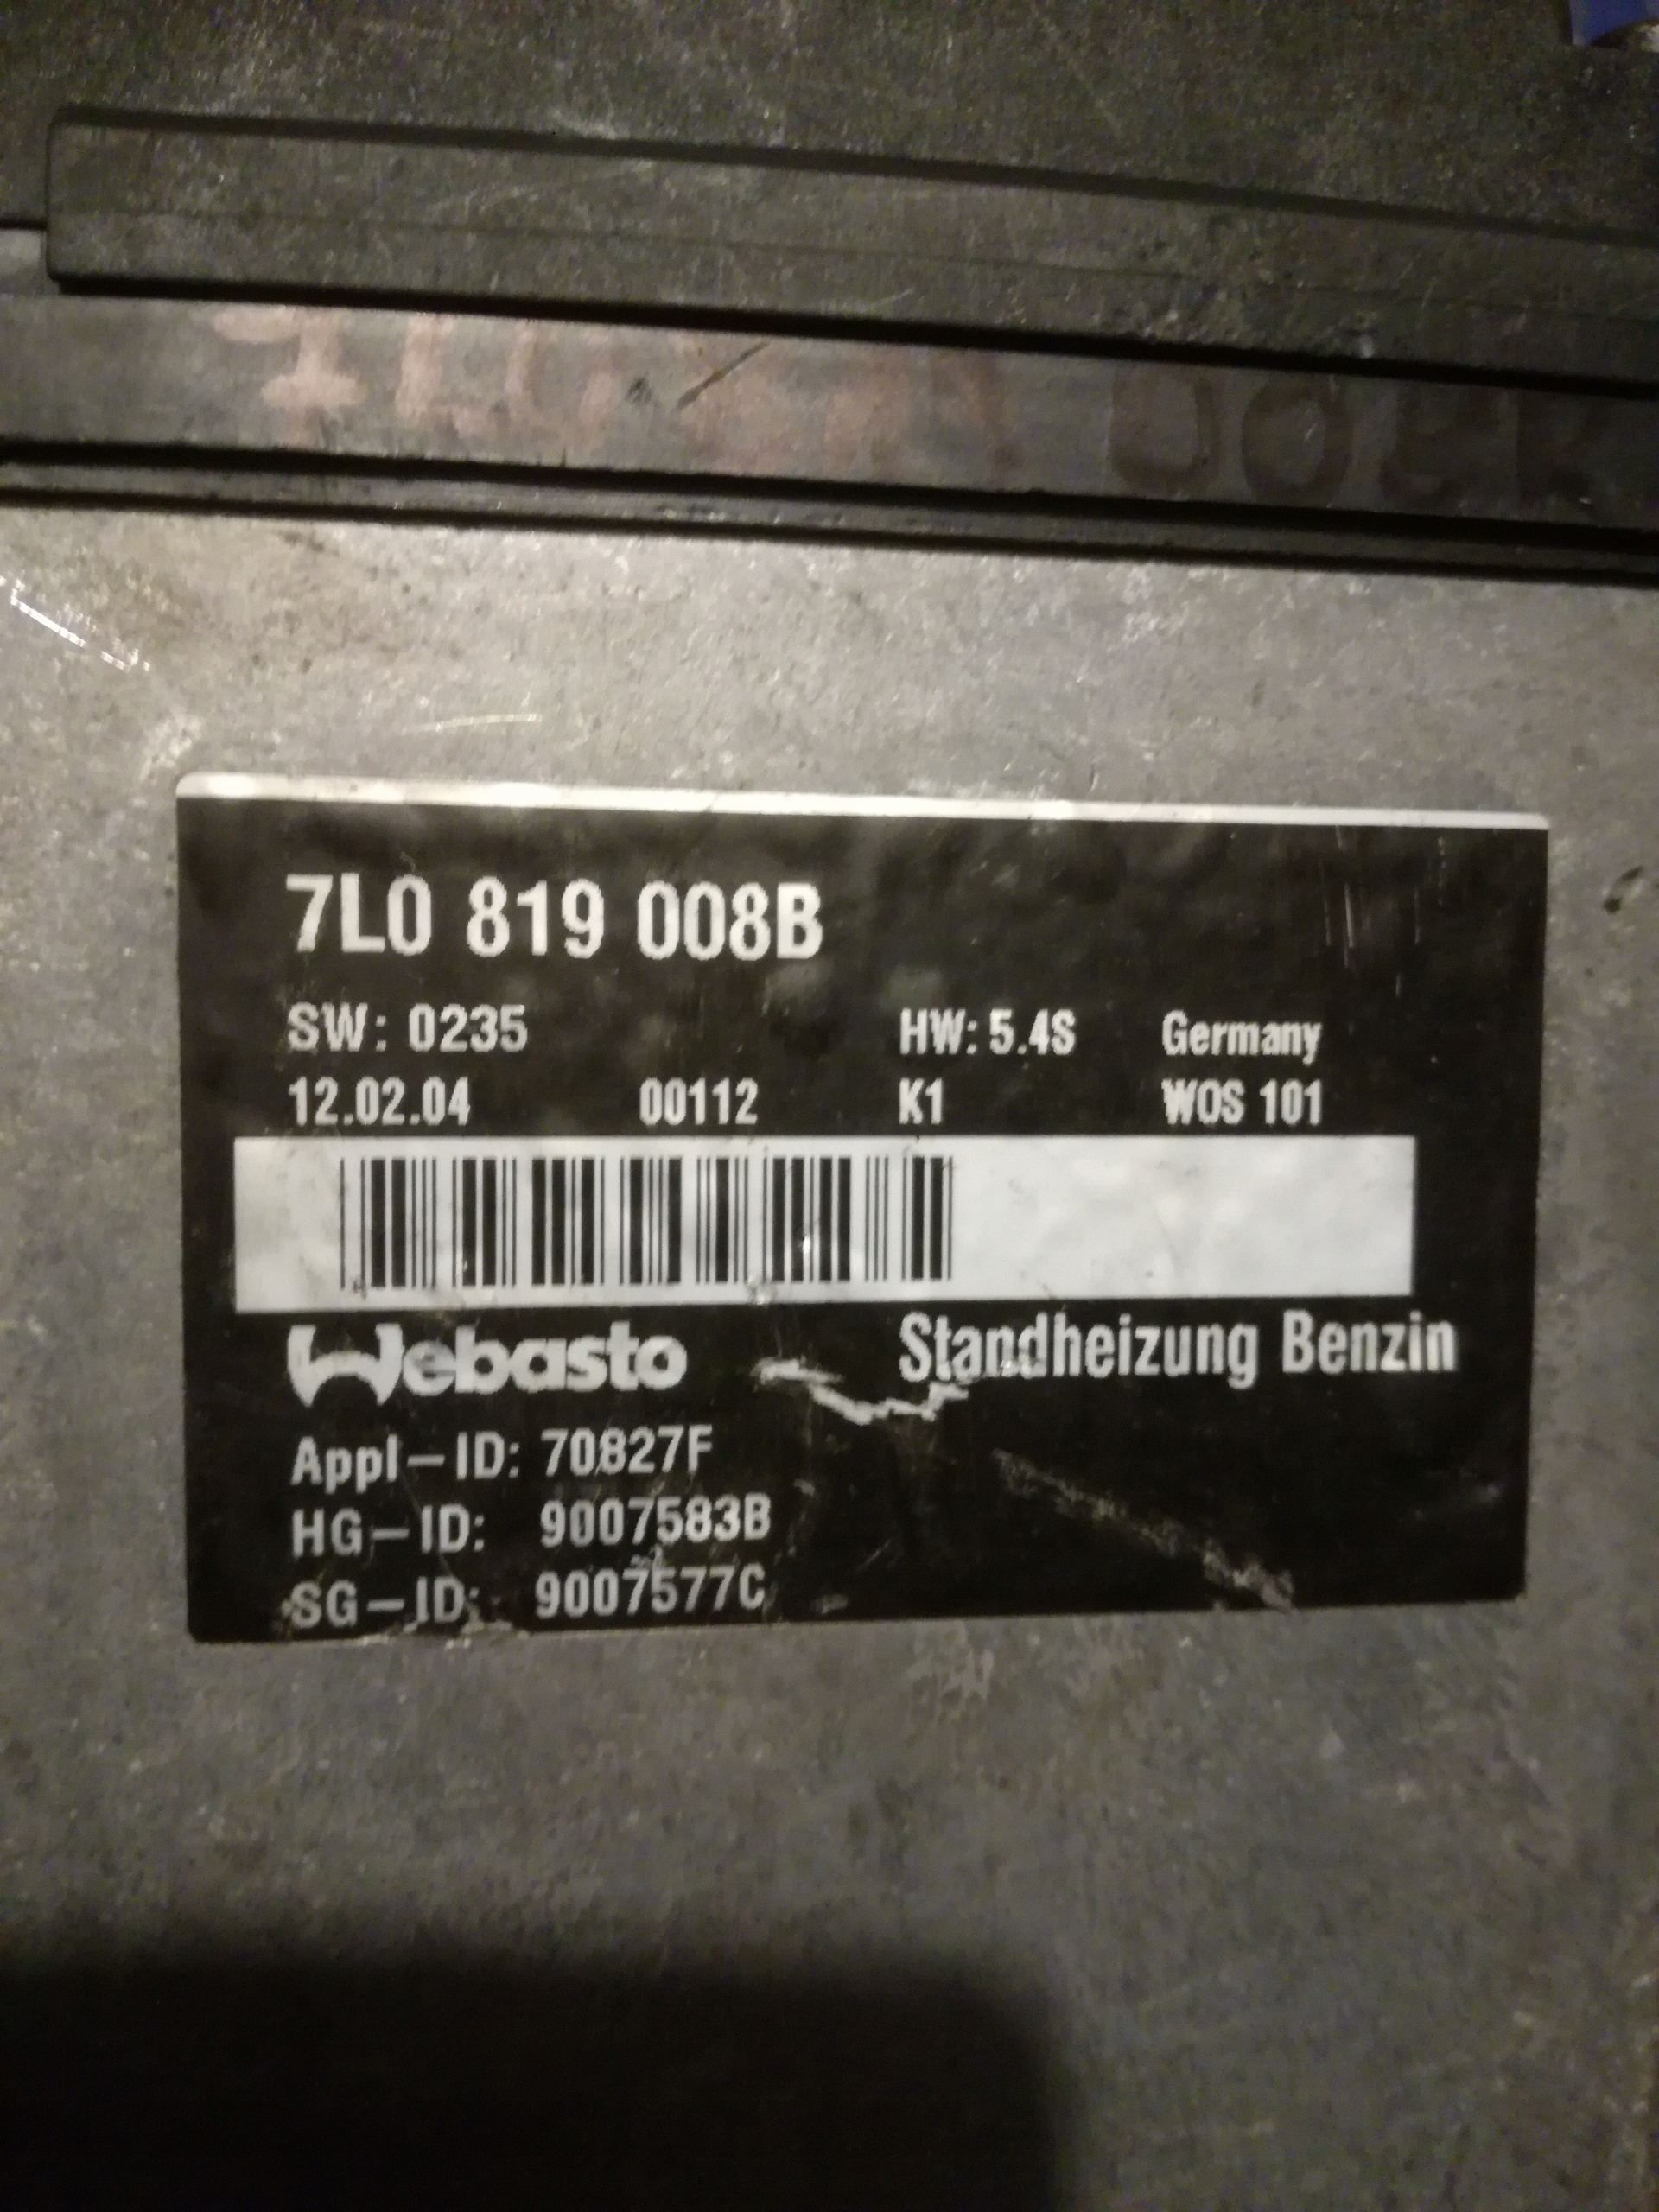 7L0 819 008B
SW: 0235 HW: 5.4S Germany
12.02.04 00112 K1 WOS 101
Webasto Standheizung Benzin
Appl-ID: 70827F
HG-ID: 9007583B
SG-ID: 9007577C